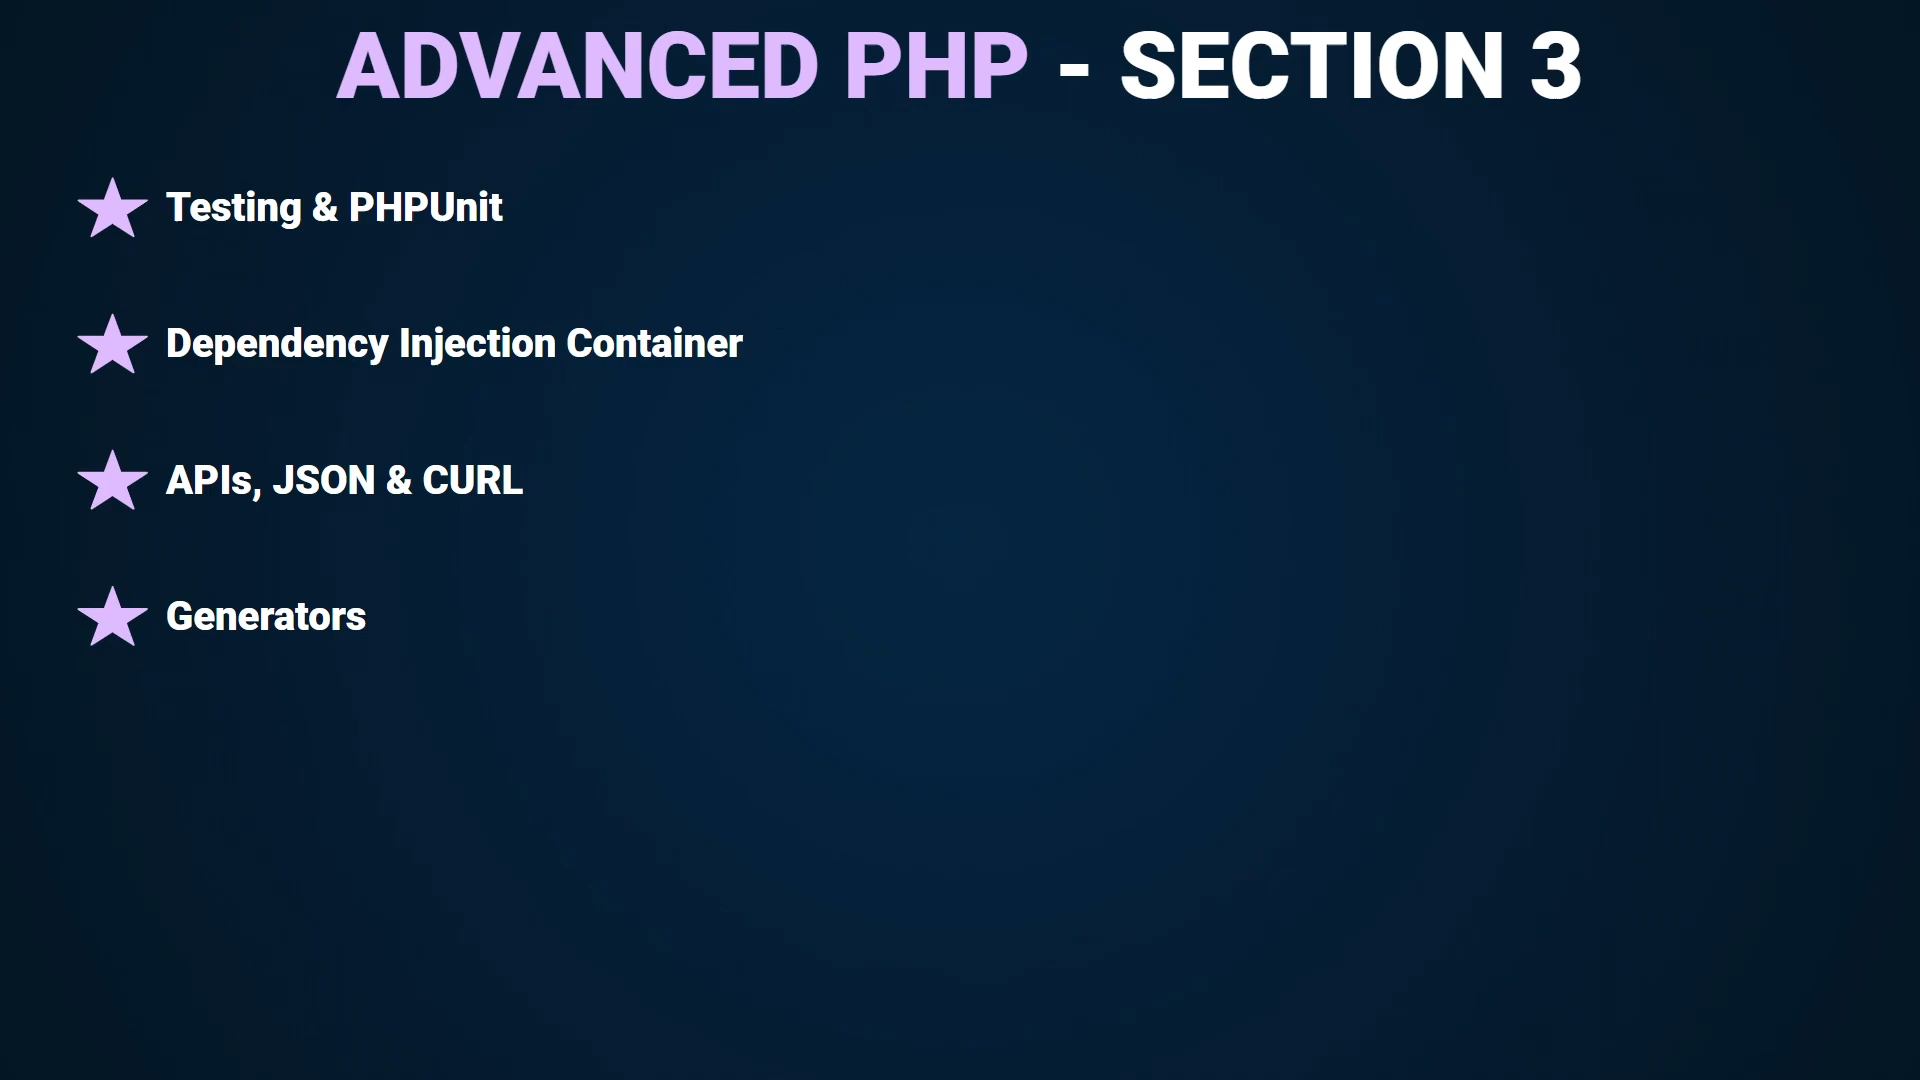 ADVANCED PHP - SECTION 3
Testing & PHPUnit
Dependency Injection Container
APIs, JSON & CURL
Generators